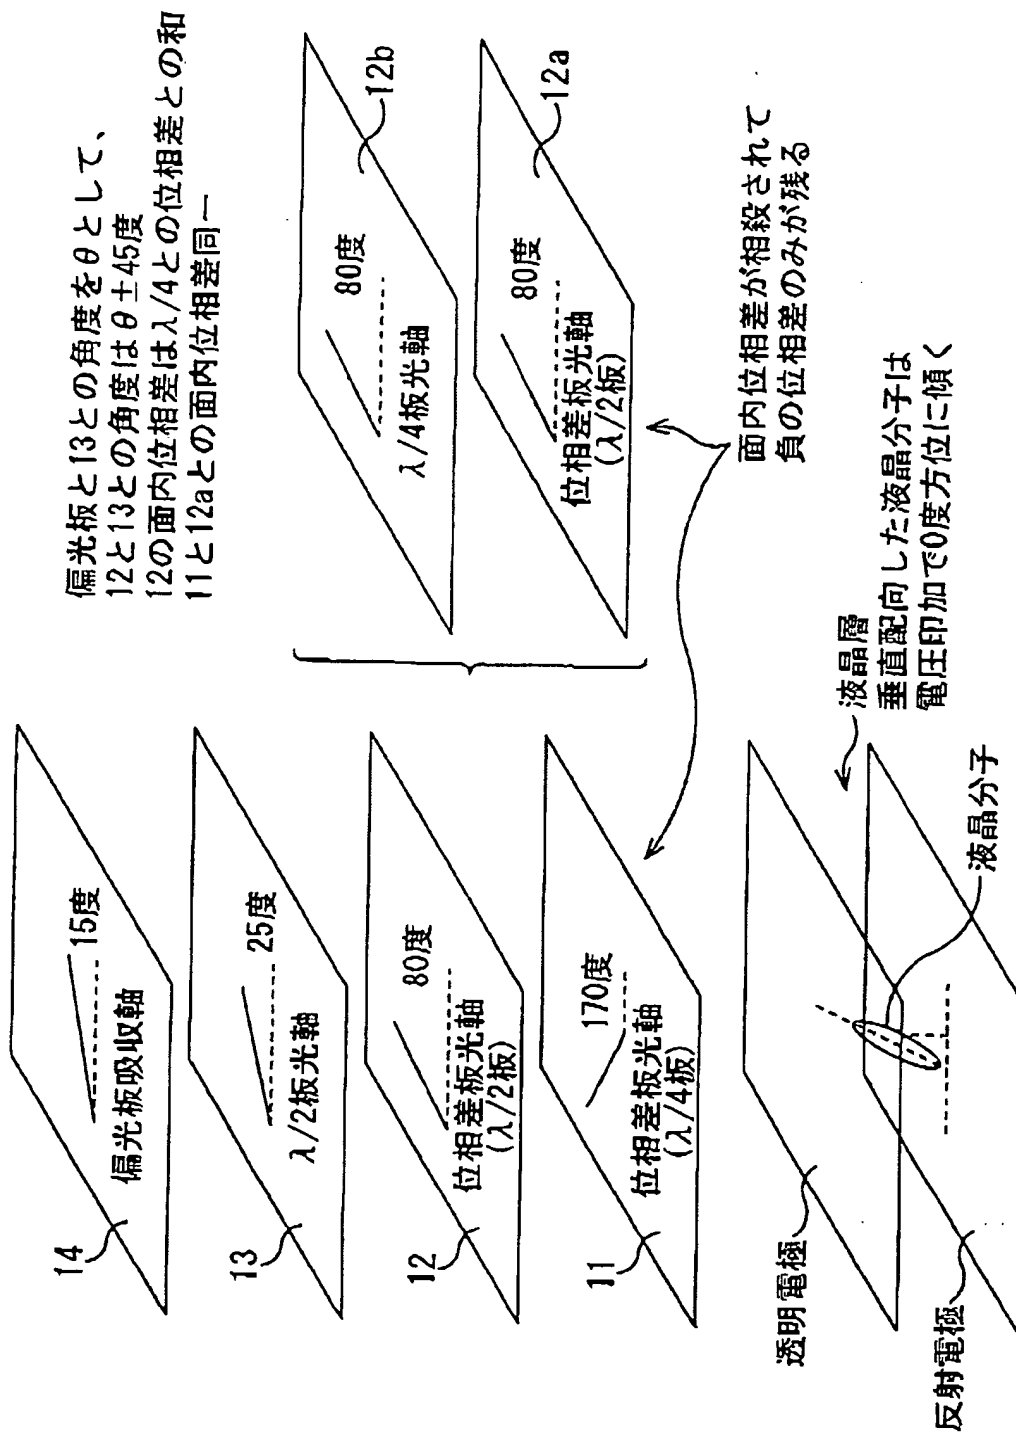 14
15度
偏光板吸収軸
13
25度
λ/2板光軸
12
80度
位相差板光軸
(λ/2板)
11
170度
位相差板光軸
(λ/4板)
透明電極
反射電極
液晶分子
液晶層
垂直配向した液晶分子は
電圧印加で0度方位に傾く
偏光板と13との角度をθとして、
12と13との角度はθ±45度
12の面内位相差はλ/4との位相差との和
11と12aとの面内位相差同一
12b
80度
λ/4板光軸
12a
80度
位相差板光軸
(λ/2板)
面内位相差が相殺されて
負の位相差のみが残る